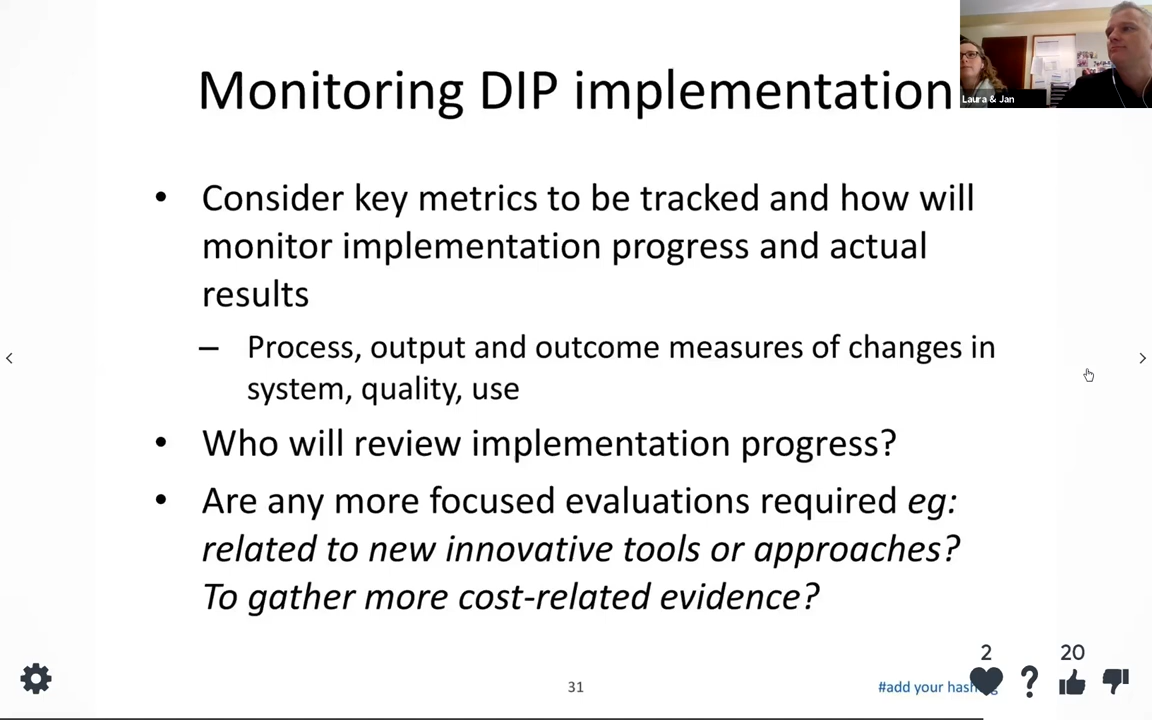 Monitoring DIP implementation
Laura & Jan
• Consider key metrics to be tracked and how will
monitor implementation progress and actual
results
– Process, output and outcome measures of changes in
system, quality, use
• Who will review implementation progress?
• Are any more focused evaluations required eg:
related to new innovative tools or approaches?
To gather more cost-related evidence?
2
20
31
#add your